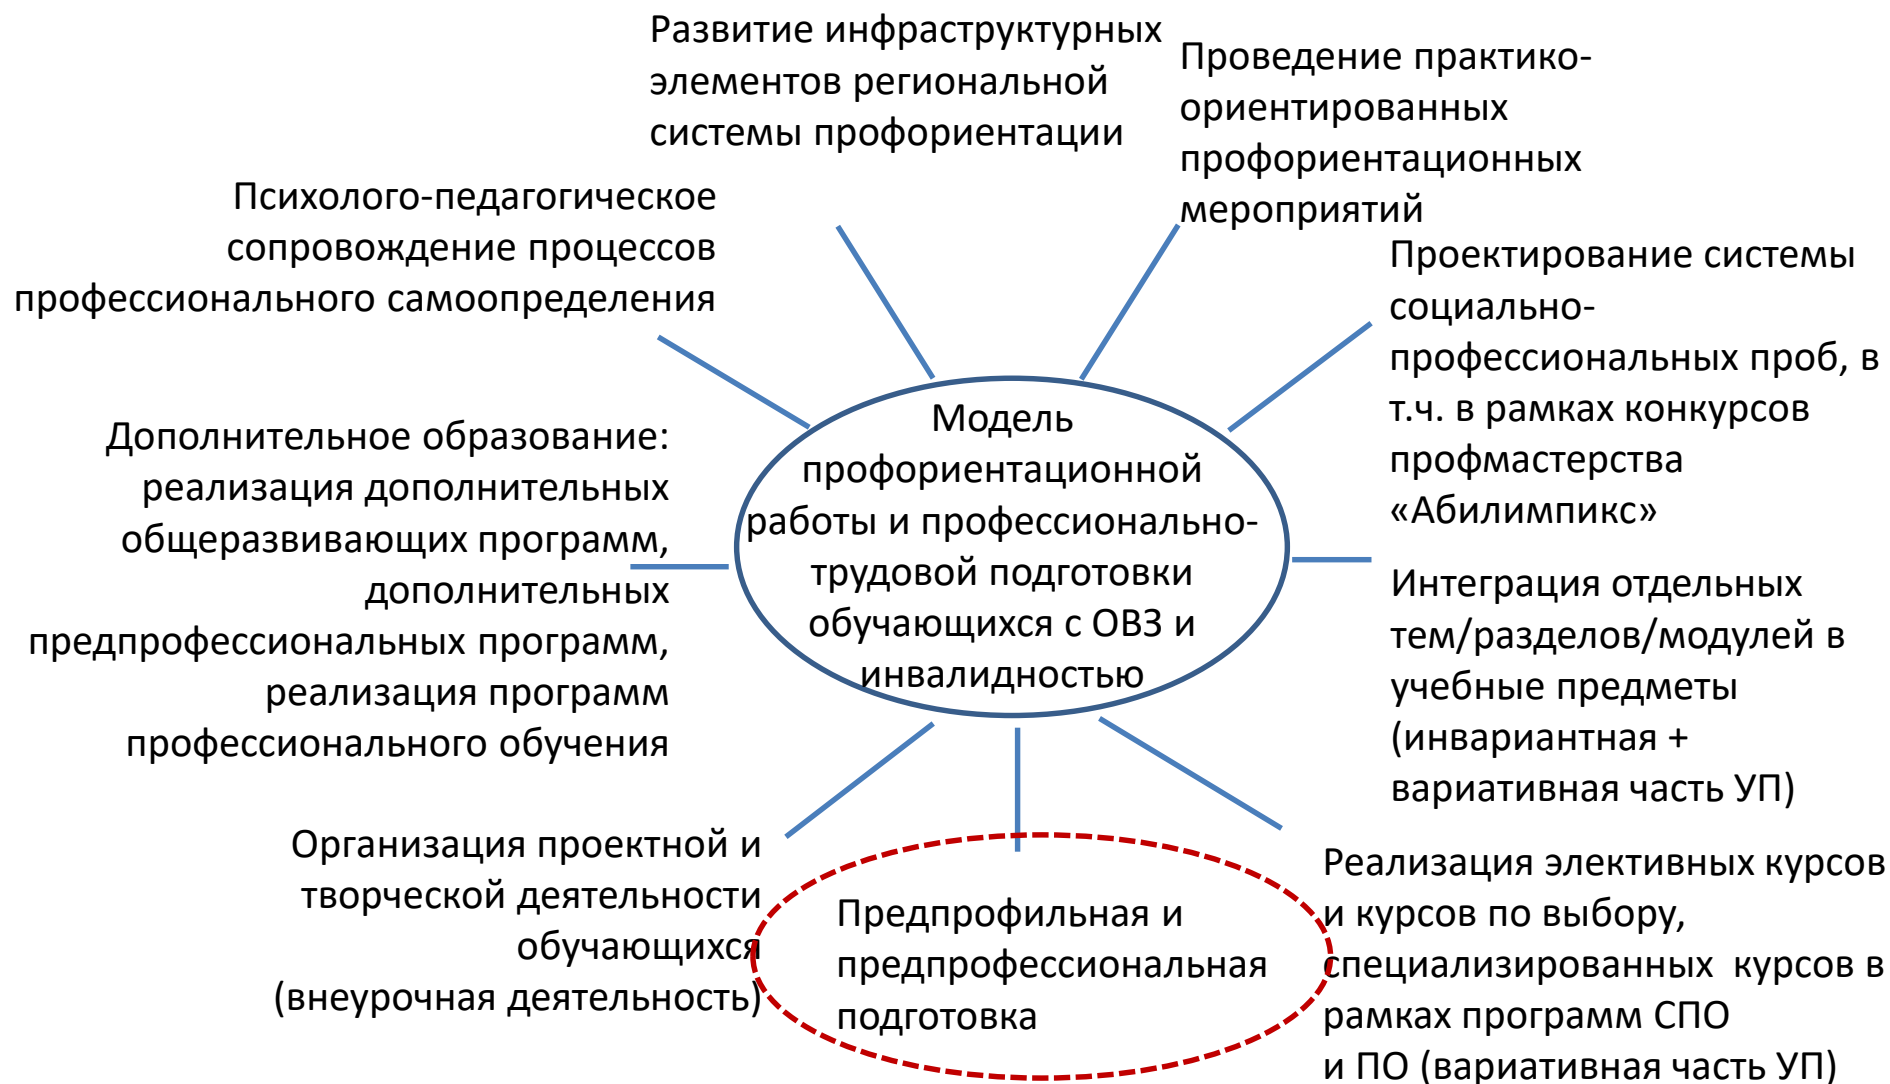 Развитие инфраструктурных
элементов региональной
системы профориентации
Проведение практико-
ориентированных
профориентационных
мероприятий
Психолого-педагогическое
сопровождение процессов
профессионального самоопределения
Проектирование системы
социально-
профессиональных проб, в
т.ч. в рамках конкурсов
профмастерства
«Абилимпикс»
Модель
профориентационной
работы и профессионально-
трудовой подготовки
обучающихся с ОВЗ и
инвалидностью
Дополнительное образование:
реализация дополнительных
общеразвивающих программ,
дополнительных
предпрофессиональных программ,
реализация программ
профессионального обучения
Интеграция отдельных
тем/разделов/модулей в
учебные предметы
(инвариантная +
вариативная часть УП)
Организация проектной и
творческой деятельности
обучающихся
(внеурочная деятельность)
Предпрофильная и
предпрофессиональная
подготовка
Реализация элективных курсов
и курсов по выбору,
специализированных  курсов в
рамках программ СПО
и ПО (вариативная часть УП)